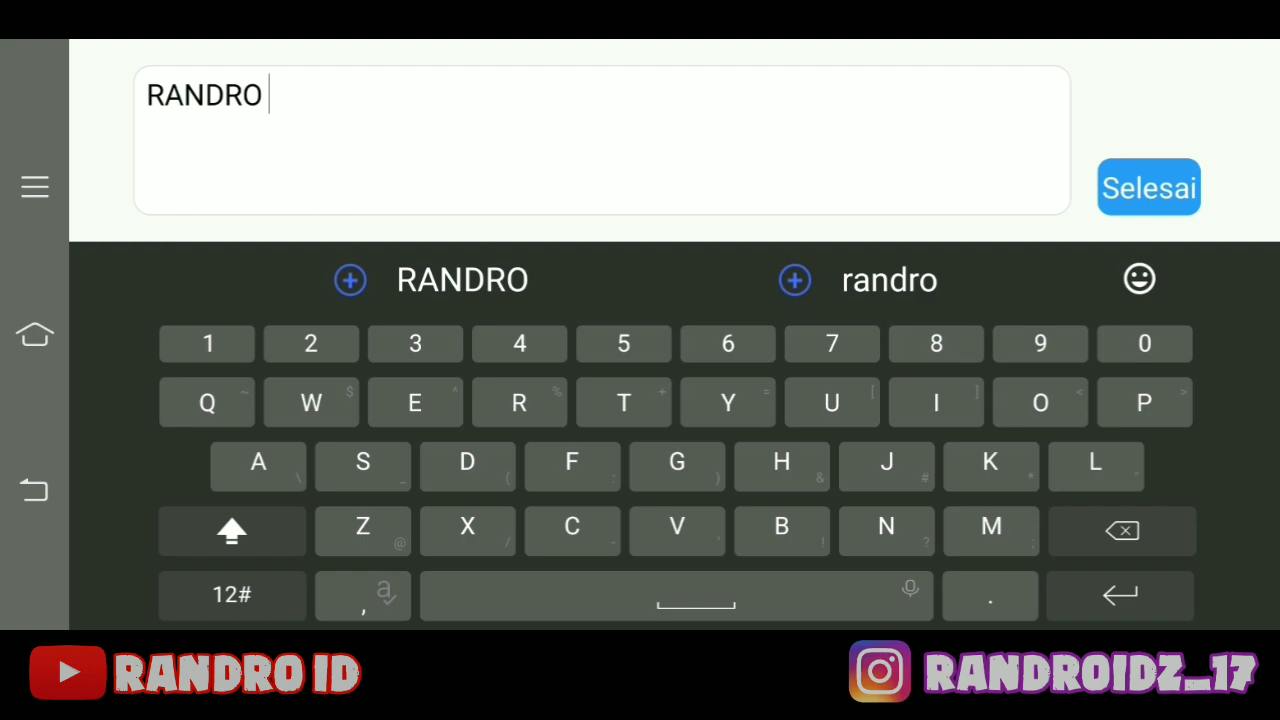 RANDRO
Selesai
RANDRO randro
1 2 3 4 5 6 7 8 9 0
Q W E R T Y U I O P
~ $ ^ % + = [ ] < >
A S D F G H J K L
\ _ ( : ) & # * "
Z X C V B N M
@ / - ' ! ? ;
12# , a .
RANDRO ID RANDROIDZ_17